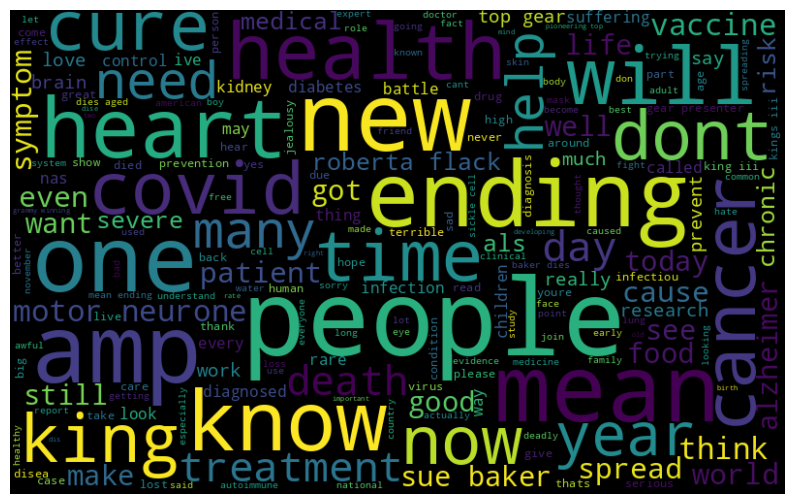 cure
let
expert
doctor
going
fact
come
effect
person
role
medical
top gear
suffering
pioneering top
mind
vaccine
health
need
love
control
ive
known
skin
trying
spreading
life
say
risk
will
symptom
brain
kidney
battle
great
dies aged
diabetes
cant
drug
body
don
part
age
adult
american
boy
jealousy
mask
become
best
gear presenter
kings iii
dise
heart
new
help
dont
may
hear
friend
high
never
well
around
fight
king iii
system
show
prevention
yes
roberta flack
much
called
common
died
due
nas
free
got
thing
diagnosis
thought
hate
covid
ending
even
want
severe
grammy winning
used
made
terrible
sad
sickle cell
caused
prevent
chronic
cancer
one
many
time
als
day
today
better
november
back
cell
clinical
developing
patient
hope
right
baker dies
really
infectiou
water
human
sorry
infection
read
youre
cause
mean ending
understand
rate
motor neurone
everyone
children
face
research
see
looking
live
thank
lot
eye
long
study
point
early
lung
food
alzheimer
big
every
loss
evidence
join
family
people
amp
awful
work
use
rare
condition
medicine
please
death
mean
birth
still
care
diagnosed
virus
way
good
report
take
getting
look
especially
important
country
actually
know
now
year
king
healthy
think
treatment
deadly
give
sue baker
spread
world
disea
make
case
lost
said
autoimmune
national
thats
serious